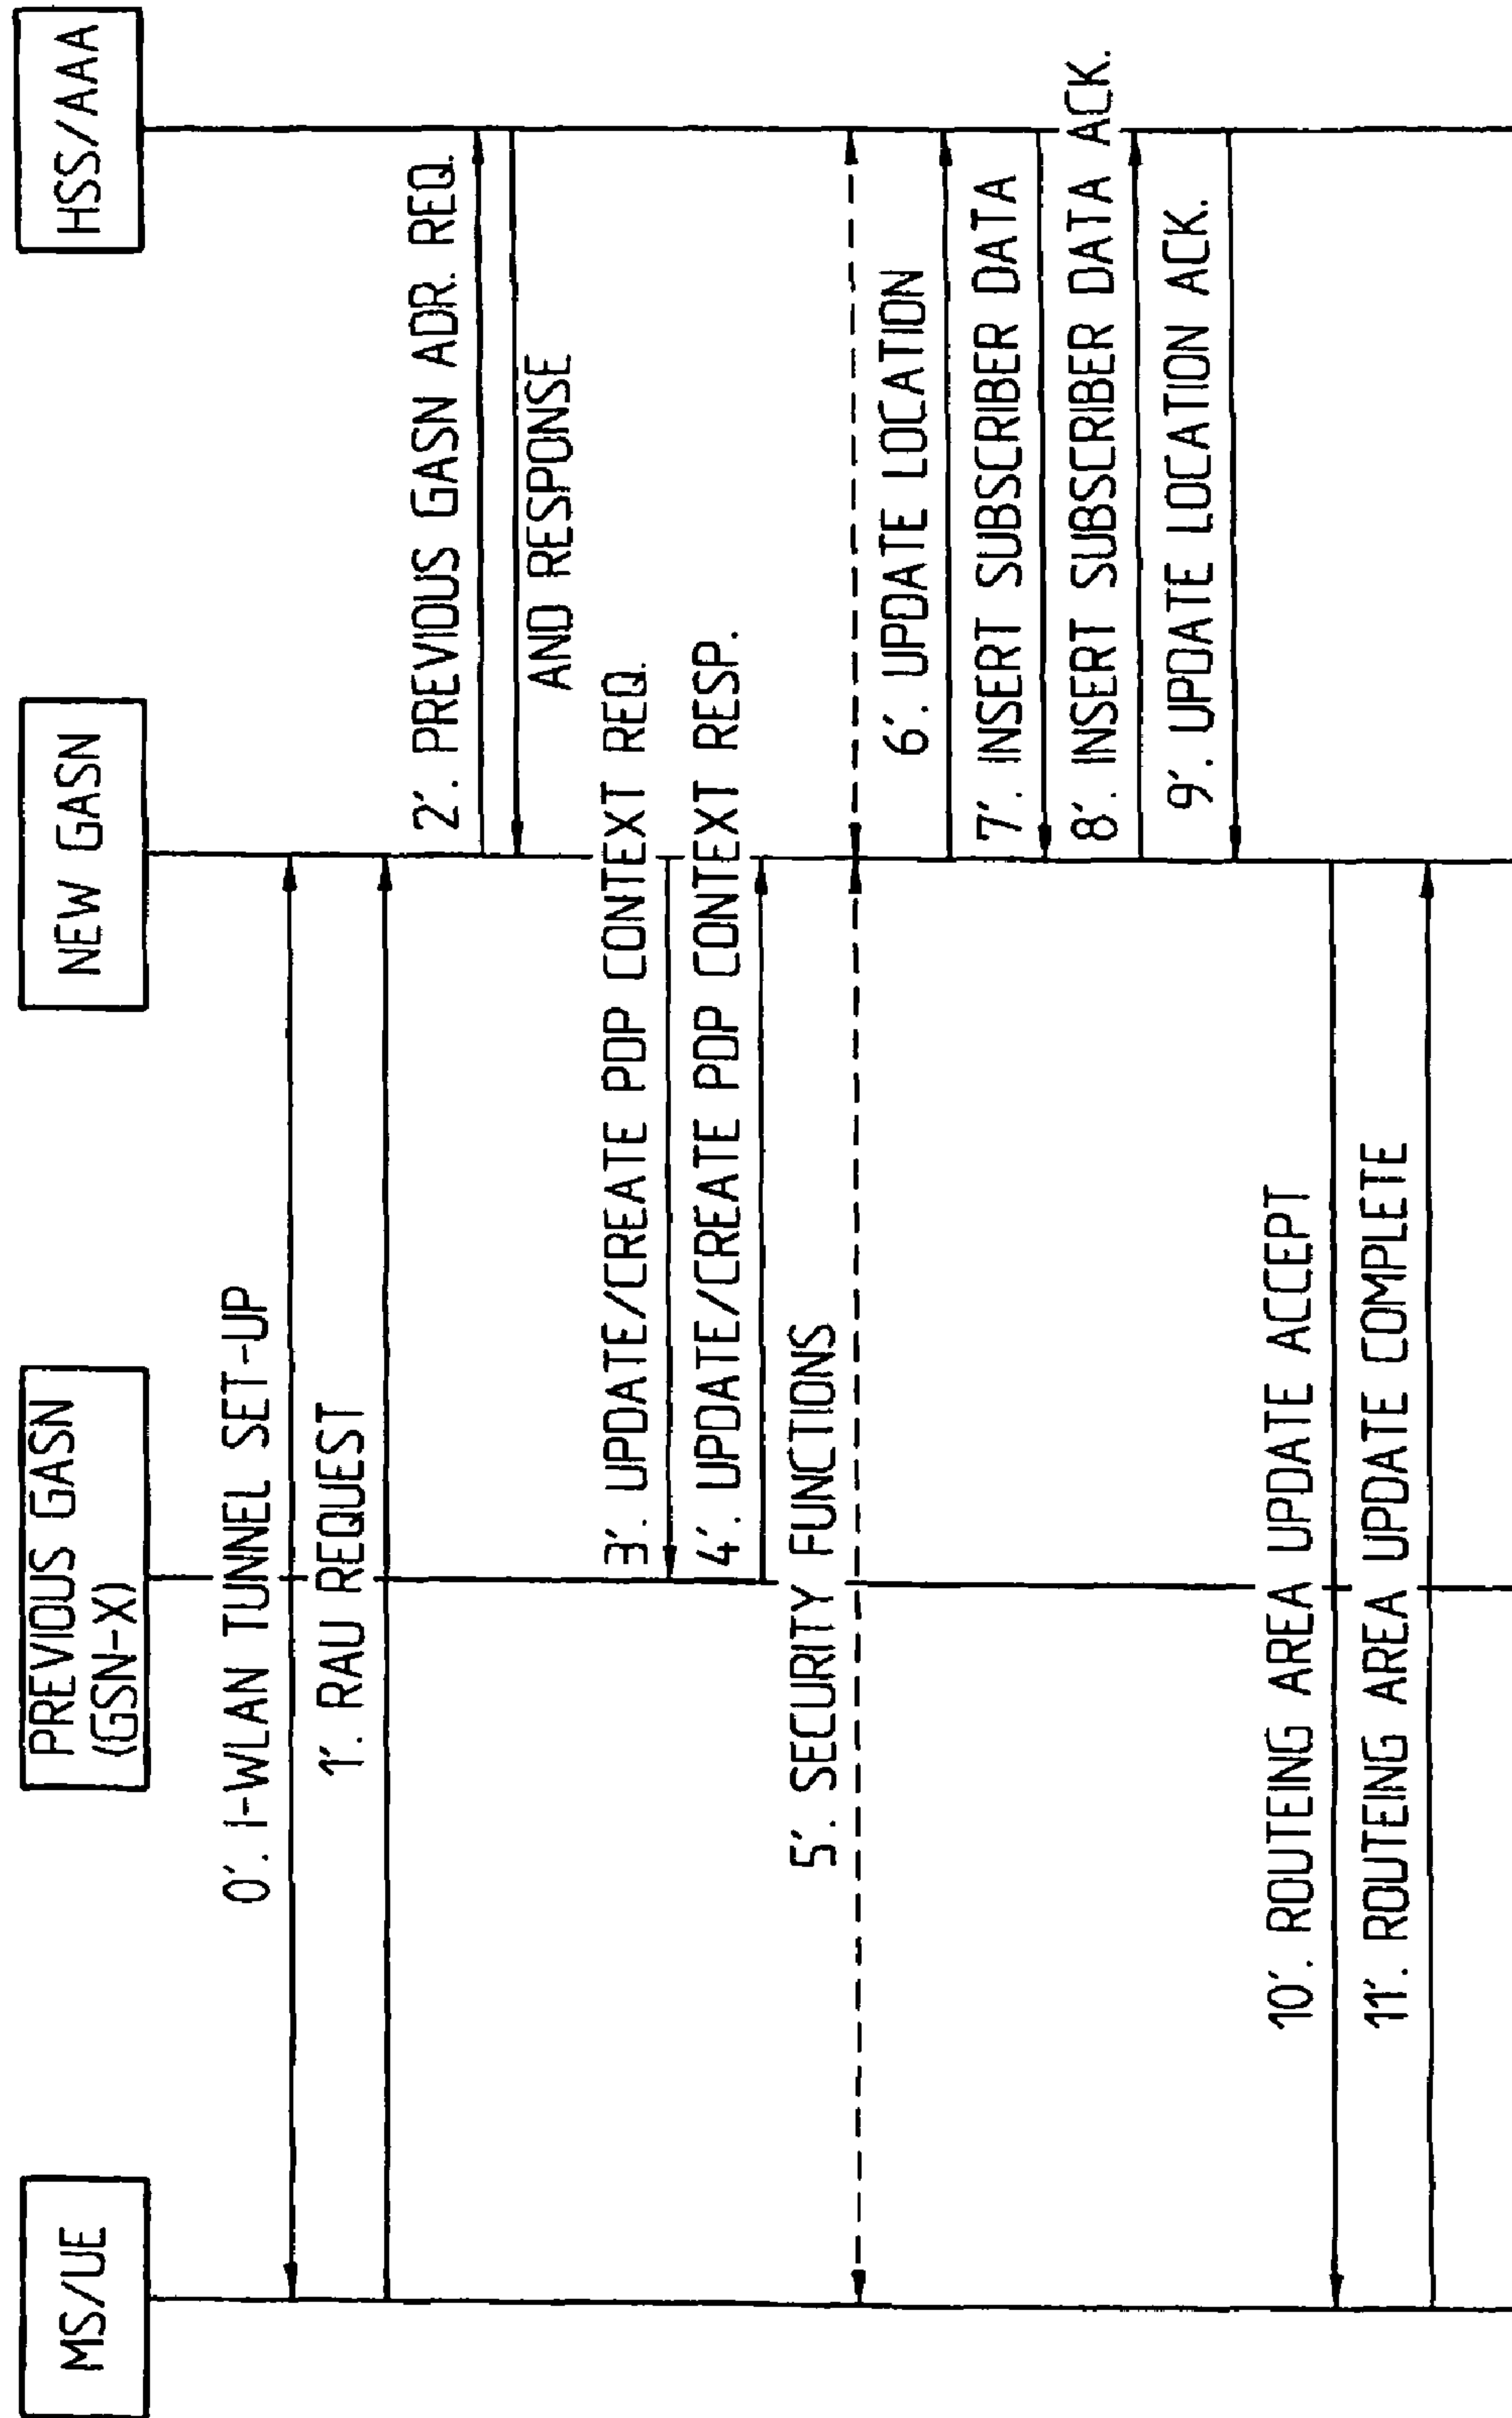 MS/UE
PREVIOUS GASN
(GSN-X)
NEW GASN
HSS/AAA
0'. I-WLAN TUNNEL SET-UP
1'. RAU REQUEST
2'. PREVIOUS GASN ADR. REQ.
AND RESPONSE
3'. UPDATE/CREATE PDP CONTEXT REQ.
4'. UPDATE/CREATE PDP CONTEXT RESP.
5'. SECURITY FUNCTIONS
6'. UPDATE LOCATION
7'. INSERT SUBSCRIBER DATA
8'. INSERT SUBSCRIBER DATA ACK.
9'. UPDATE LOCATION ACK.
10'. ROUTEING AREA UPDATE ACCEPT
11'. ROUTEING AREA UPDATE COMPLETE